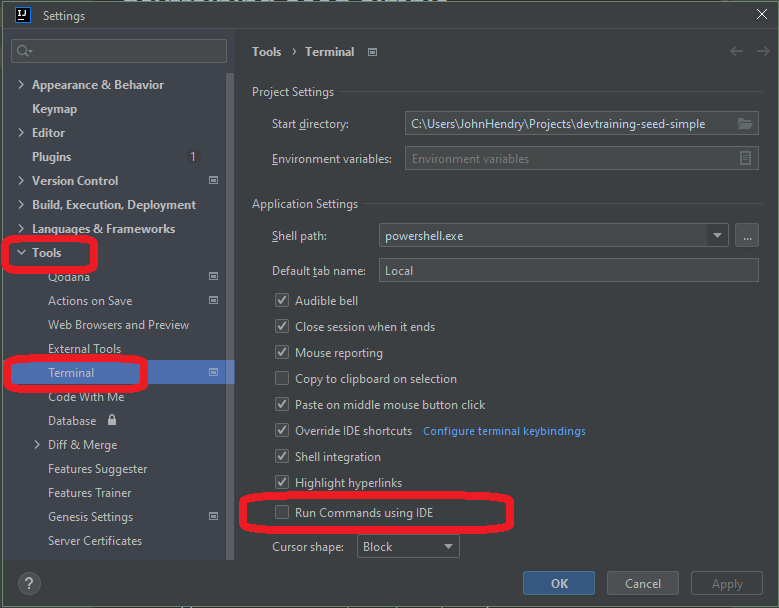 IJ Settings
Appearance & Behavior
Keymap
Editor
Plugins 1
Version Control
Build, Execution, Deployment
Languages & Frameworks
Tools
Qodana
Actions on Save
Web Browsers and Preview
External Tools
Terminal
Code With Me
Database
Diff & Merge
Features Suggester
Features Trainer
Genesis Settings
Server Certificates
?
Tools › Terminal
Project Settings
Start directory: C:\Users\JohnHendry\Projects\devtraining-seed-simple
Environment variables: Environment variables
Application Settings
Shell path: powershell.exe ...
Default tab name: Local
Audible bell
Close session when it ends
Mouse reporting
Copy to clipboard on selection
Paste on middle mouse button click
Override IDE shortcuts Configure terminal keybindings
Shell integration
Highlight hyperlinks
Run Commands using IDE
Cursor shape: Block
OK Cancel Apply